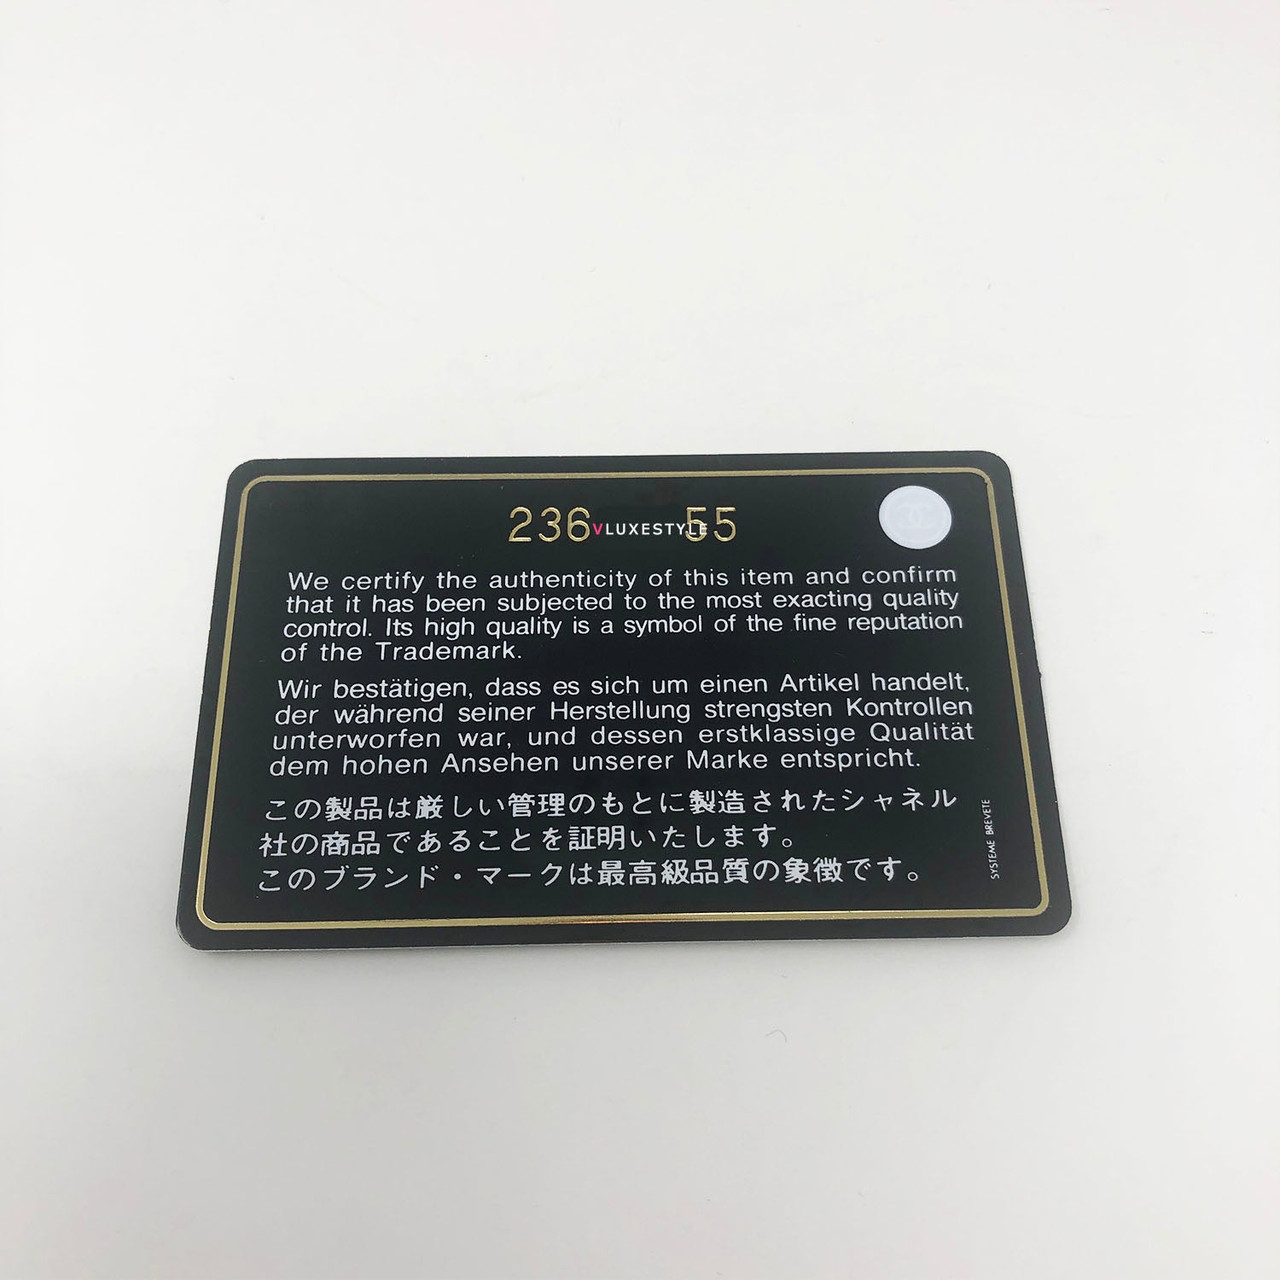 236 VLUXESTYLE 55
We certify the authenticity of this item and confirm
that it has been subjected to the most exacting quality
control. Its high quality is a symbol of the fine reputation
of the Trademark.
Wir bestätigen, dass es sich um einen Artikel handelt,
der während seiner Herstellung strengsten Kontrollen
unterworfen war, und dessen erstklassige Qualität
dem hohen Ansehen unserer Marke entspricht.
この製品は厳しい管理のもとに製造されたシャネル
社の商品であることを証明いたします。
このブランド・マークは最高級品質の象徴です。
SYSTEME BREVETE